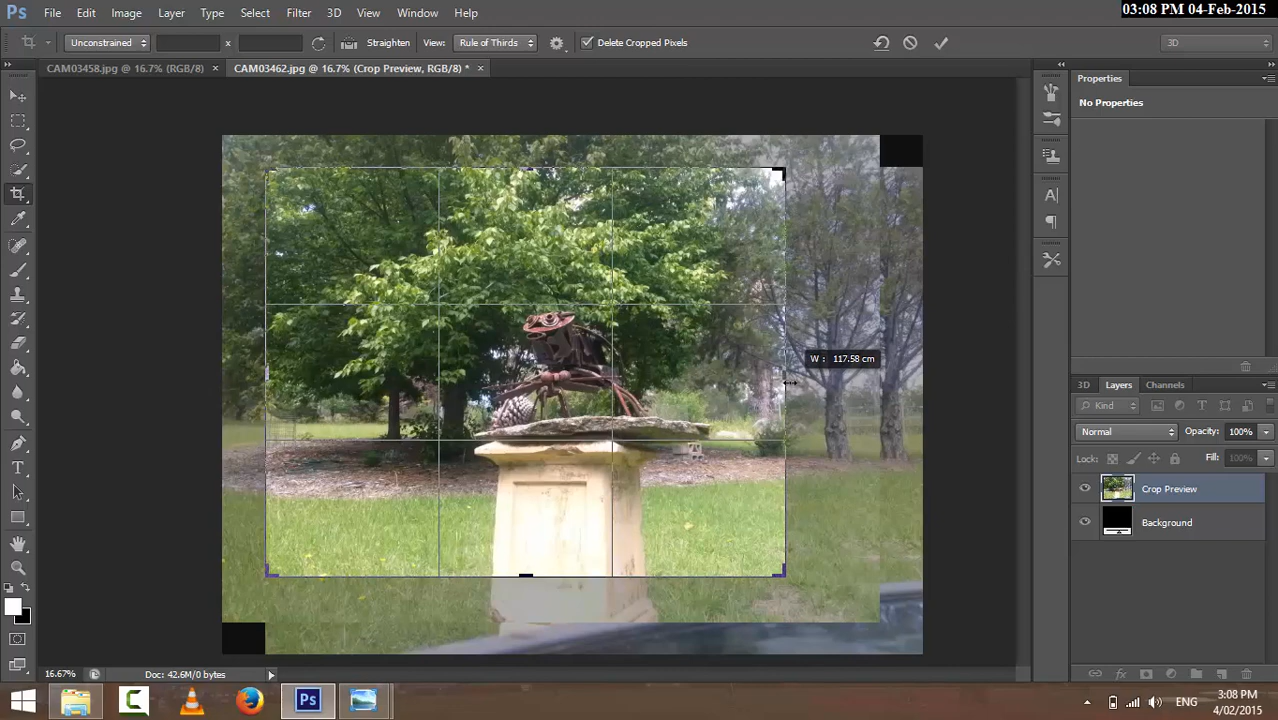 Ps File Edit Image Layer Type Select Filter 3D View Window Help
03:08 PM 04-Feb-2015
Unconstrained x Straighten View: Rule of Thirds Delete Cropped Pixels 3D
CAM03458.jpg @ 16.7% (RGB/8) × CAM03462.jpg @ 16.7% (Crop Preview, RGB/8) * ×
Properties
No Properties
W : 117.58 cm
3D Layers Channels
Kind
Normal Opacity: 100%
Lock: Fill: 100%
Crop Preview
Background
16.67% Doc: 42.6M/0 bytes
Ps ENG 3:08 PM
4/02/2015